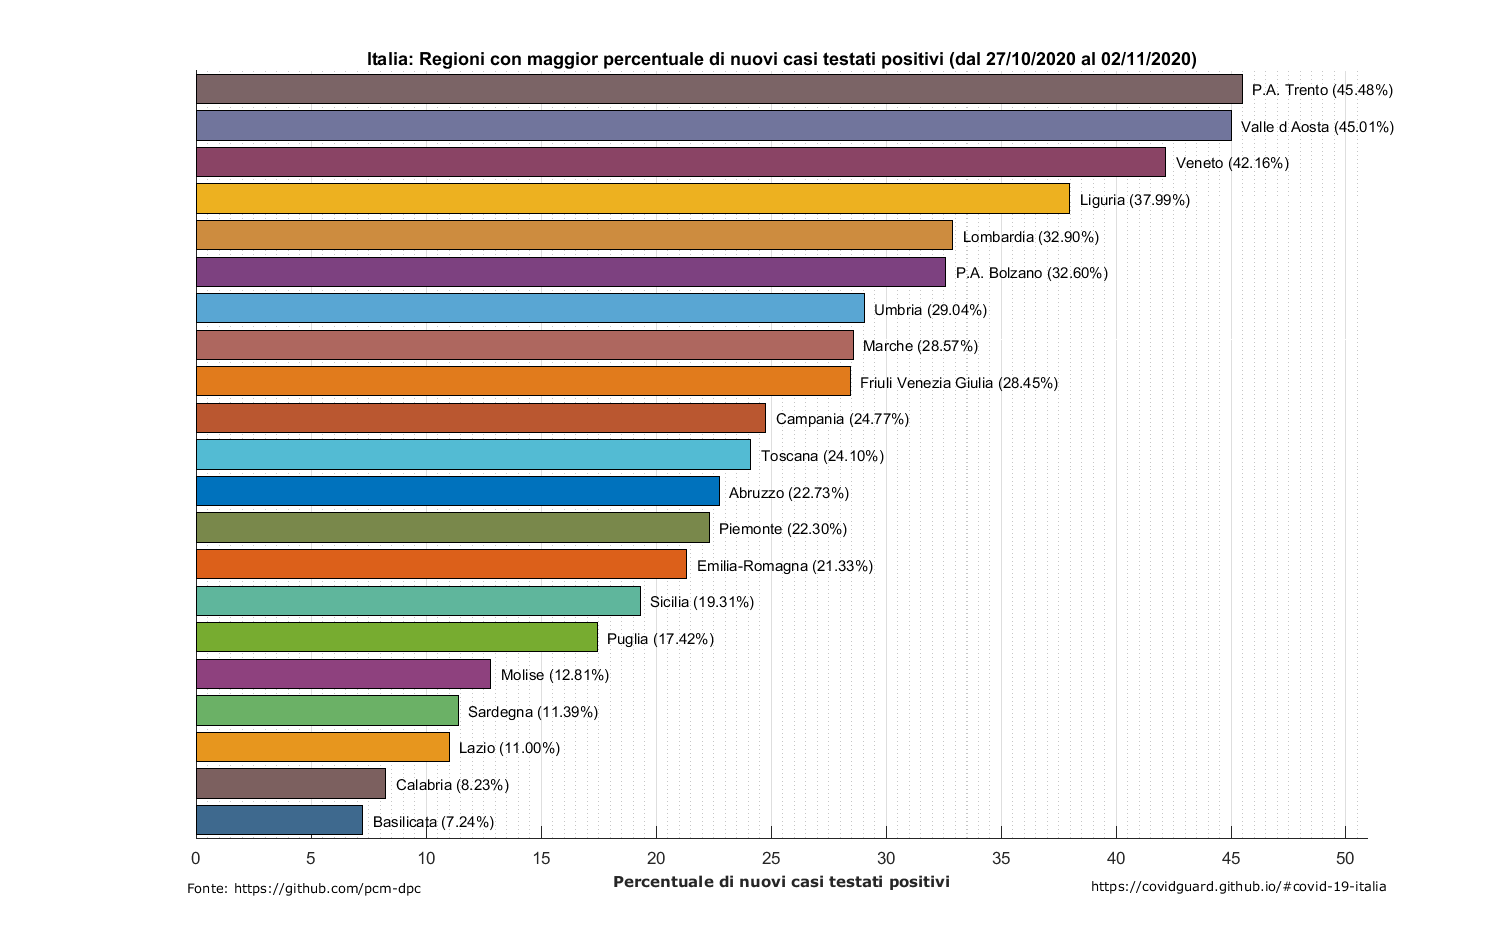 Italia: Regioni con maggior percentuale di nuovi casi testati positivi (dal 27/10/2020 al 02/11/2020)
P.A. Trento (45.48%)
Valle d Aosta (45.01%)
Veneto (42.16%)
Liguria (37.99%)
Lombardia (32.90%)
P.A. Bolzano (32.60%)
Umbria (29.04%)
Marche (28.57%)
Friuli Venezia Giulia (28.45%)
Campania (24.77%)
Toscana (24.10%)
Abruzzo (22.73%)
Piemonte (22.30%)
Emilia-Romagna (21.33%)
Sicilia (19.31%)
Puglia (17.42%)
Molise (12.81%)
Sardegna (11.39%)
Lazio (11.00%)
Calabria (8.23%)
Basilicata (7.24%)
0 5 10 15 20 25 30 35 40 45 50
Percentuale di nuovi casi testati positivi
Fonte: https://github.com/pcm-dpc
https://covidguard.github.io/#covid-19-italia